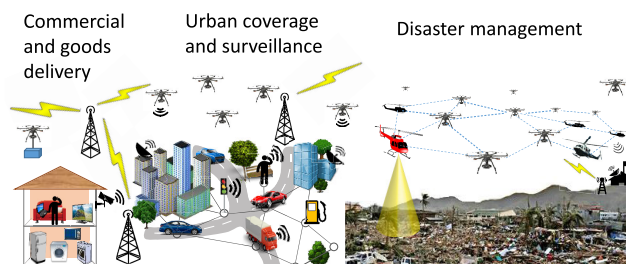 Commercial
and goods
delivery
Urban coverage
and surveillance
Disaster management